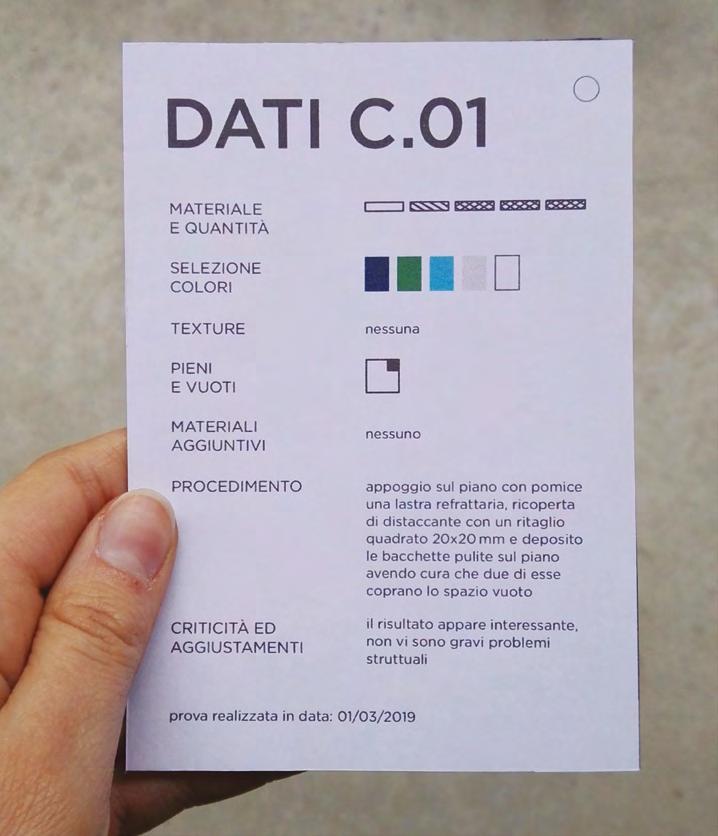 DATI C.01
MATERIALE
E QUANTITÀ
SELEZIONE
COLORI
TEXTURE
nessuna
PIENI
E VUOTI
MATERIALI
AGGIUNTIVI
nessuno
PROCEDIMENTO
appoggio sul piano con pomice
una lastra refrattaria, ricoperta
di distaccante con un ritaglio
quadrato 20x20 mm e deposito
le bacchette pulite sul piano
avendo cura che due di esse
coprano lo spazio vuoto
CRITICITÀ ED
AGGIUSTAMENTI
il risultato appare interessante,
non vi sono gravi problemi
struttuali
prova realizzata in data: 01/03/2019